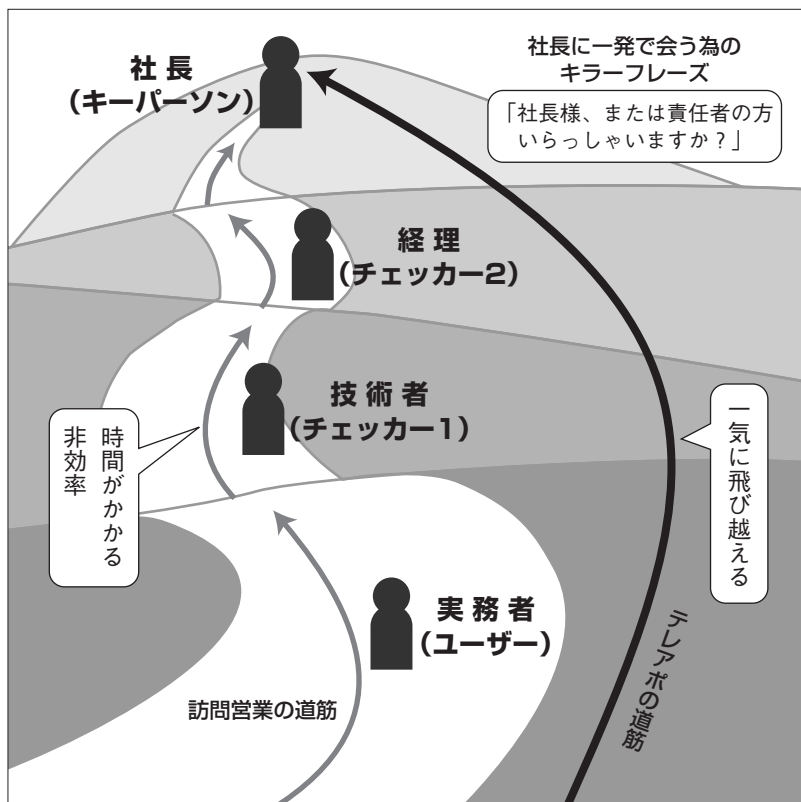 社長に一発で会う為の
キラーフレーズ
「社長様、または責任者の方
いらっしゃいますか？」
社長
（キーパーソン）
経理
（チェッカー2）
技術者
（チェッカー1）
時間がかかる
非効率
一気に飛び越える
実務者
（ユーザー）
訪問営業の道筋
テレアポの道筋